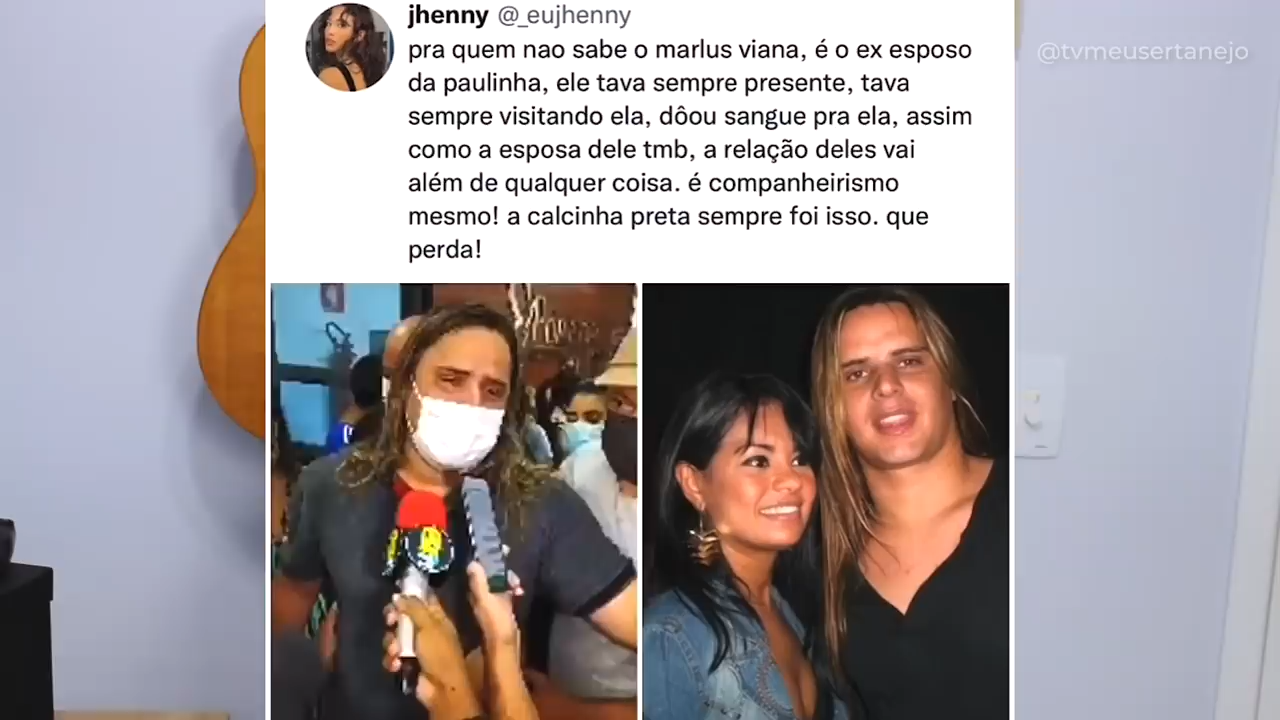 jhenny @_eujhenny
@tvmeusertanejo
pra quem nao sabe o marlus viana, é o ex esposo
da paulinha, ele tava sempre presente, tava
sempre visitando ela, dôou sangue pra ela, assim
como a esposa dele tmb, a relação deles vai
além de qualquer coisa. é companheirismo
mesmo! a calcinha preta sempre foi isso. que
perda!